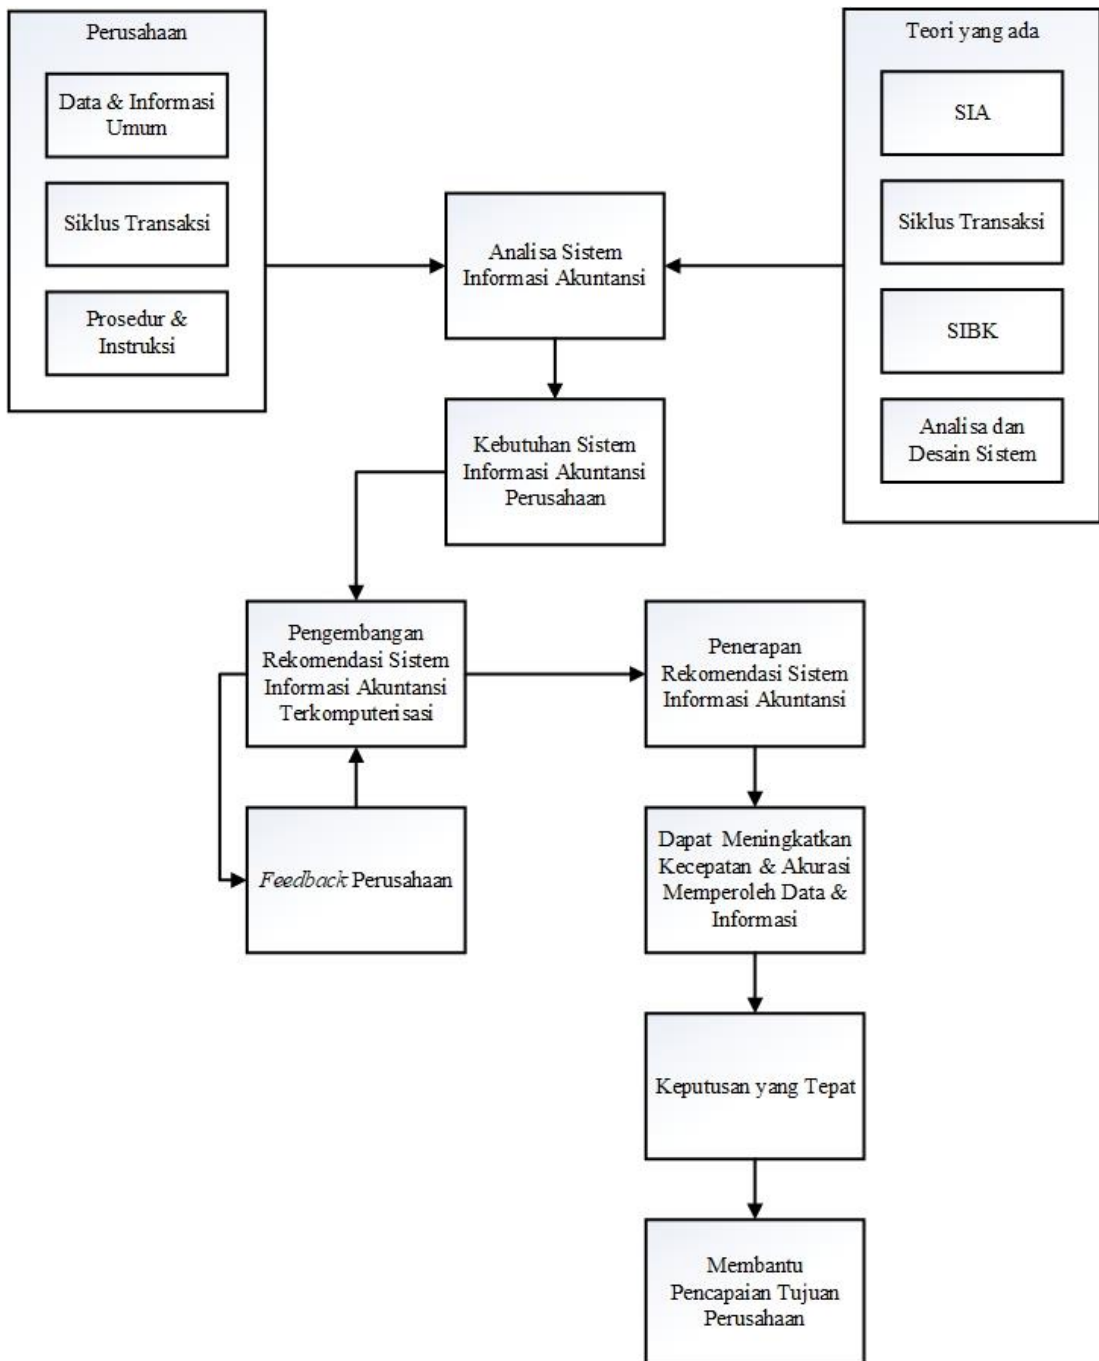 Perusahaan
Data & Informasi
Umum
Siklus Transaksi
Prosedur &
Instruksi
Teori yang ada
SIA
Siklus Transaksi
SIBK
Analisa dan
Desain Sistem
Analisa Sistem
Informasi Akuntansi
Kebutuhan Sistem
Informasi Akuntansi
Perusahaan
Pengembangan
Rekomendasi Sistem
Informasi Akuntansi
Terkomputerisasi
Feedback Perusahaan
Penerapan
Rekomendasi Sistem
Informasi Akuntansi
Dapat Meningkatkan
Kecepatan & Akurasi
Memperoleh Data &
Informasi
Keputusan yang Tepat
Membantu
Pencapaian Tujuan
Perusahaan